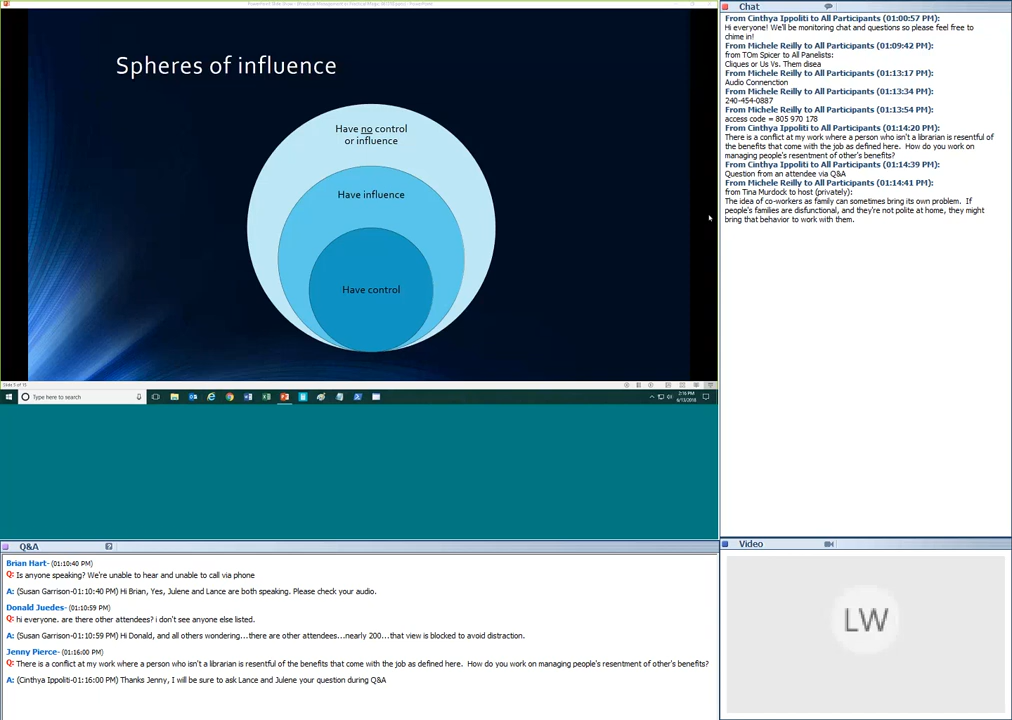 PowerPoint Slide Show
Spheres of influence
Have no control
or influence
Have influence
Have control
Type here to search
2:16 PM
6/13/2018
Chat
From Cinthya Ippoliti to All Participants (01:00:57 PM):
Hi everyone! We'll be monitoring chat and questions so please feel free to
chime in!
From Michele Reilly to All Participants (01:09:42 PM):
from TOm Spicer to All Panelists:
Cliques or Us Vs. Them disea
From Michele Reilly to All Participants (01:13:17 PM):
Audio Connenction
From Michele Reilly to All Participants (01:13:34 PM):
240-454-0887
From Michele Reilly to All Participants (01:13:54 PM):
access code = 805 970 178
From Cinthya Ippoliti to All Participants (01:14:20 PM):
There is a conflict at my work where a person who isn't a librarian is resentful of
the benefits that come with the job as defined here.  How do you work on
managing people's resentment of other's benefits?
From Cinthya Ippoliti to All Participants (01:14:39 PM):
Question from an attendee via Q&A
From Michele Reilly to All Participants (01:14:41 PM):
from Tina Murdock to host (privately):
The idea of co-workers as family can sometimes bring its own problem.  If
people's families are disfunctional, and they're not polite at home, they might
bring that behavior to work with them.
Q&A
Brian Hart- (01:10:40 PM)
Q: Is anyone speaking? We're unable to hear and unable to call via phone
A: (Susan Garrison-01:10:40 PM) Hi Brian, Yes, Julene and Lance are both speaking. Please check your audio.
Donald Juedes- (01:10:59 PM)
Q: hi everyone. are there other attendees? i don't see anyone else listed.
A: (Susan Garrison-01:10:59 PM) Hi Donald, and all others wondering...there are other attendees...nearly 200...that view is blocked to avoid distraction.
Jenny Pierce- (01:16:00 PM)
Q: There is a conflict at my work where a person who isn't a librarian is resentful of the benefits that come with the job as defined here.  How do you work on managing people's resentment of other's benefits?
A: (Cinthya Ippoliti-01:16:00 PM) Thanks Jenny, I will be sure to ask Lance and Julene your question during Q&A
Video
LW